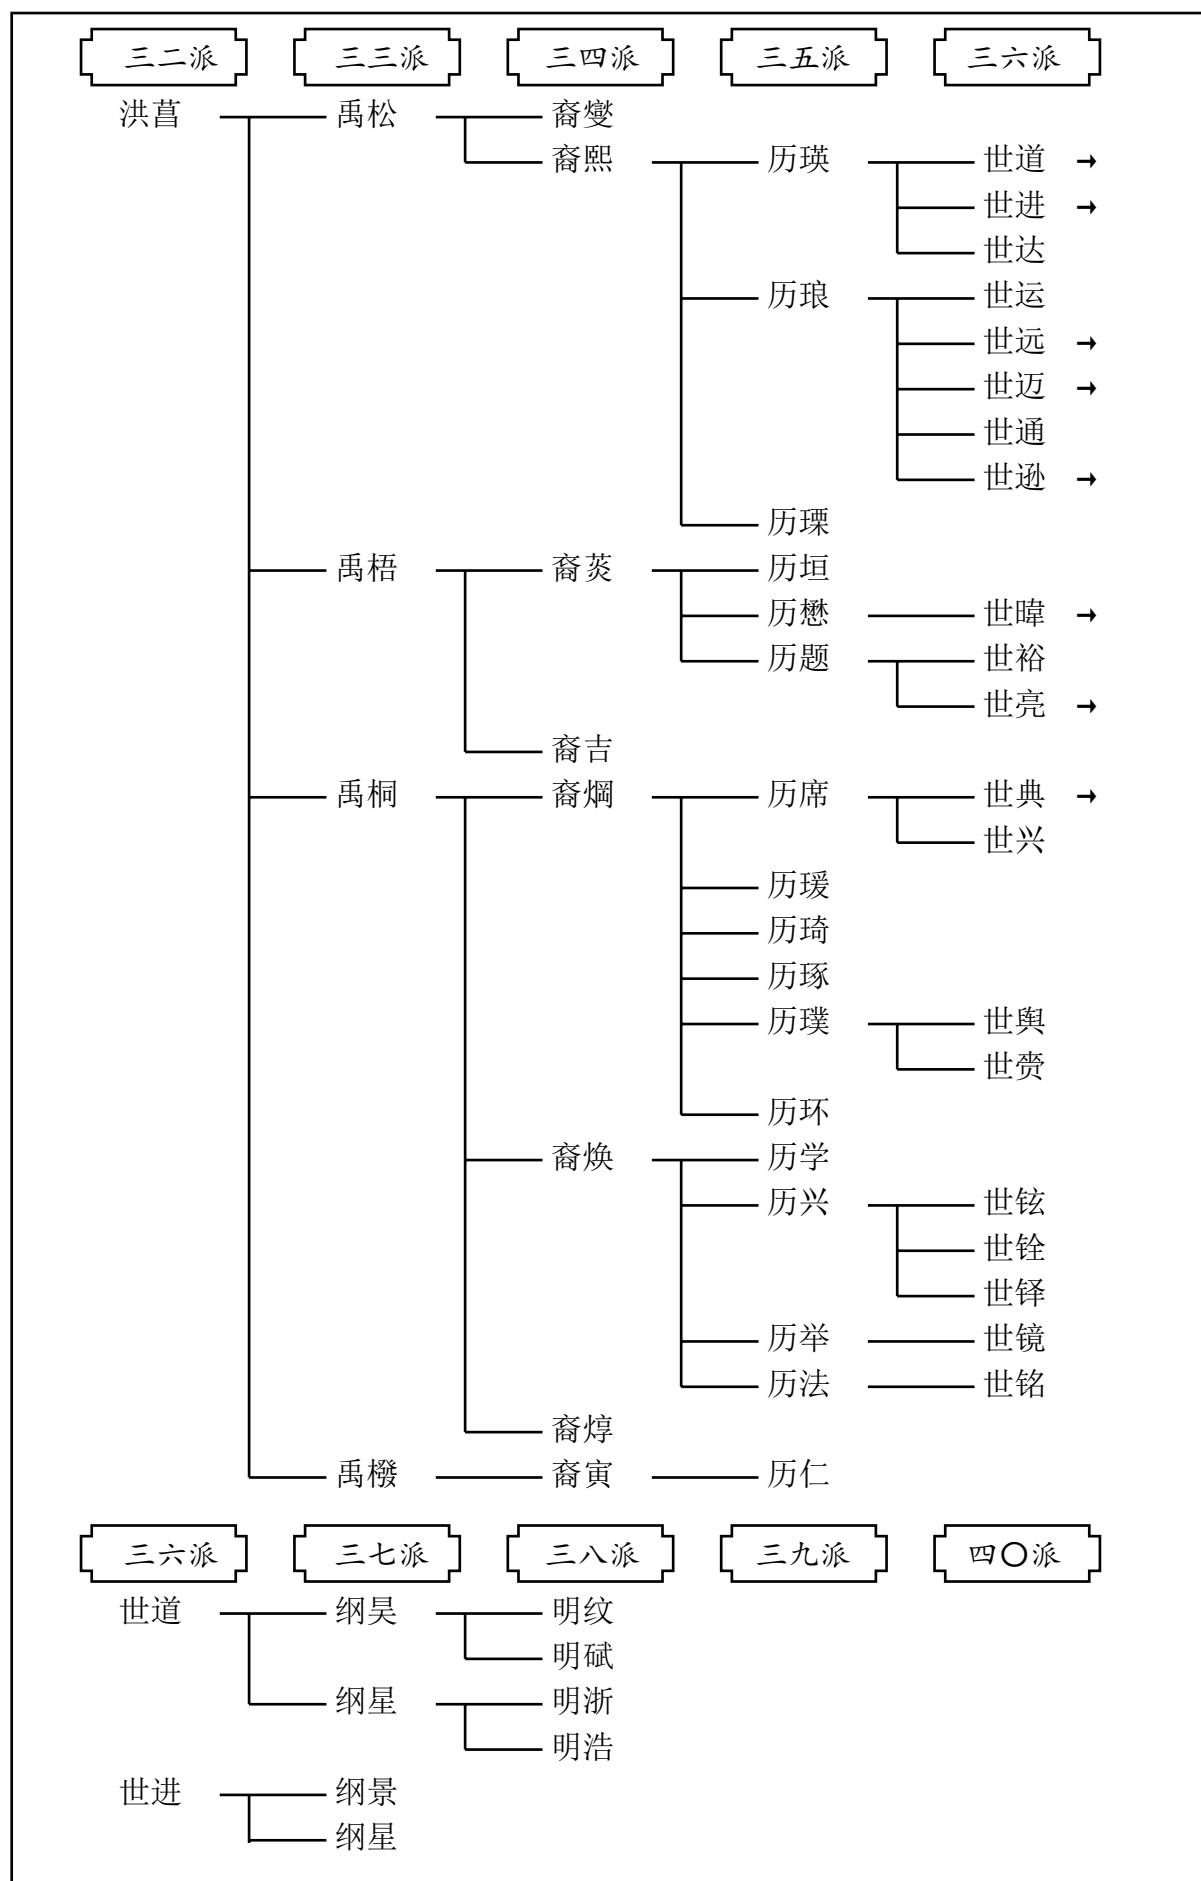 三二派 三三派 三四派 三五派 三六派
洪菖 禹松 裔燮
裔熙 历瑛 世道 →
世进 →
世达
历琅 世运
世远 →
世迈 →
世通
世逊 →
历瑮
禹梧 裔菼 历垣
历懋 世暐 →
历题 世裕
世亮 →
裔吉
禹桐 裔焵 历席 世典 →
世兴
历瑗
历琦
历琢
历璞 世舆
世赍
历环
裔焕 历学
历兴 世铉
世铨
世铎
历举 世镜
历法 世铭
裔焞
禹橃 裔寅 历仁
三六派 三七派 三八派 三九派 四〇派
世道 纲昊 明纹
明碔
纲星 明浙
明浩
世进 纲景
纲星